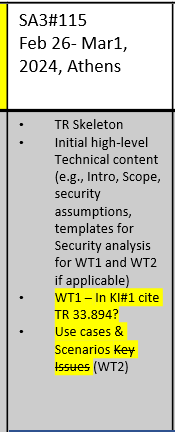 SA3#115
Feb 26- Mar1,
2024, Athens
• TR Skeleton
• Initial high-level
Technical content
(e.g., Intro, Scope,
security
assumptions,
templates for
Security analysis
for WT1 and WT2
if applicable)
• WT1 – In KI#1 cite
TR 33.894?
• Use cases &
Scenarios Key
Issues (WT2)